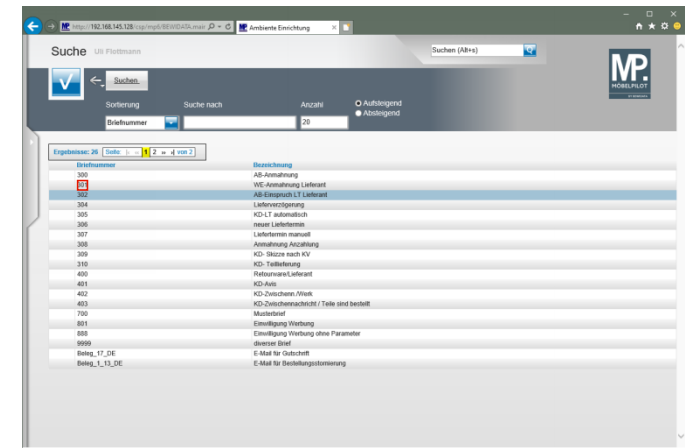 http://192.168.145.128/csp/mp6/BEWIDATA.main
Ambiente Einrichtung
Suche Uli Flottmann
Suchen (Alt+s)
MP.
MÖBELPILOT
Suchen
Sortierung Suche nach Anzahl Aufsteigend
Absteigend
Briefnummer 20
Ergebnisse: 26 Seite: 1 2 von 2
Briefnummer Bezeichnung
300 AB-Anmahnung
301 WE-Anmahnung Lieferant
302 AB-Einspruch LT Lieferant
304 Lieferverzögerung
305 KD-LT automatisch
306 neuer Liefertermin
307 Liefertermin manuell
308 Anmahnung Anzahlung
309 KD- Skizze nach KV
310 KD- Teillieferung
400 Retourware/Lieferant
401 KD-Avis
402 KD-Zwischenn./Werk
403 KD-Zwischennachricht / Teile sind bestellt
700 Musterbrief
801 Einwilligung Werbung
888 Einwilligung Werbung ohne Parameter
9999 diverser Brief
Beleg_17_DE E-Mail für Gutschrift
Beleg_1_13_DE E-Mail für Bestellungsstornierung